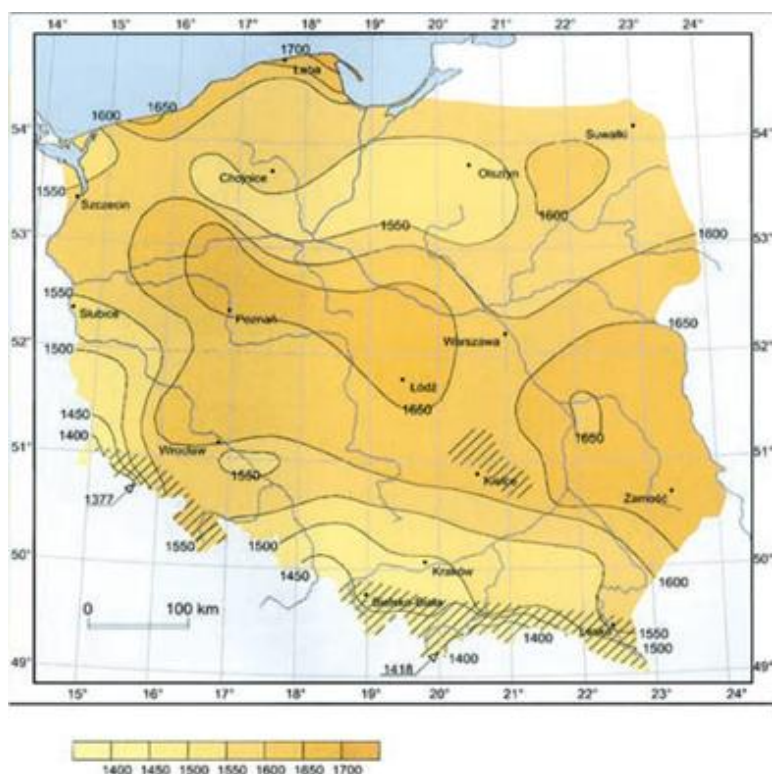 14° 15° 16° 17° 18° 19° 20° 21° 22° 23° 24°
1700
Łeba
1650
1600
54° 54°
Suwałki
Chojnice
Olsztyn
1550
Szczecin
1600
1550
53° 1600 53°
1550
Słubice
Poznań
1650
Warszawa
1500
52° 52°
Łódź
1650
1450
1650
1400
51° 51°
Wrocław
1550
Kielce
Zamość
1377
1550
1500
50° 50°
Kraków
1600
1450
0 100 km
Bielsko-Biała
Lesko
1550
1400
1500
49° 1400 49°
1418
15° 16° 17° 18° 19° 20° 21° 22° 23° 24°
1400 1450 1500 1550 1600 1650 1700